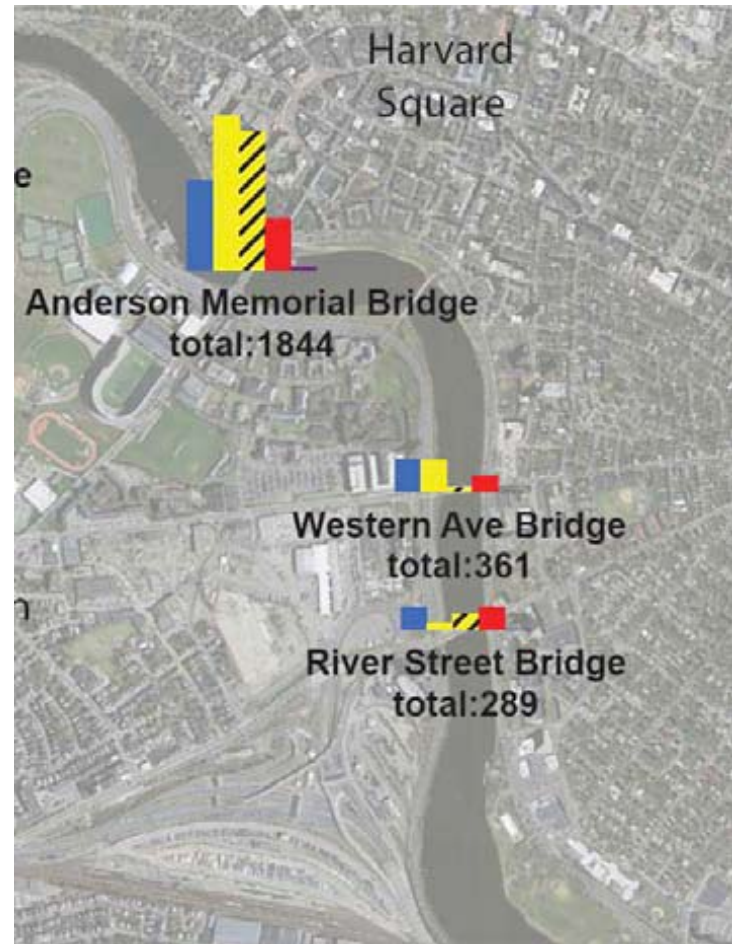 Harvard
Square
e
Anderson Memorial Bridge
total:1844
Western Ave Bridge
total:361
n
River Street Bridge
total:289